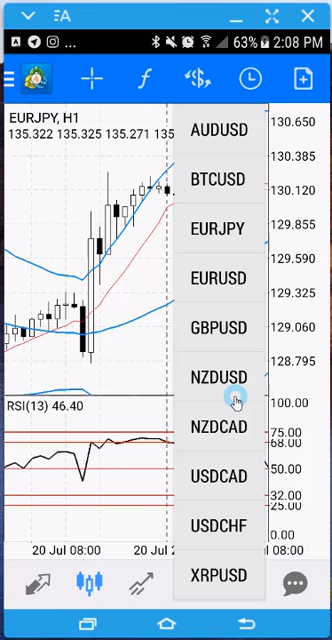 63% 2:08 PM
EURJPY, H1
135.322 135.325 135.271 135
AUDUSD
BTCUSD
EURJPY
EURUSD
GBPUSD
NZDUSD
NZDCAD
USDCAD
USDCHF
XRPUSD
130.650
130.385
130.120
129.855
129.590
129.325
129.060
128.795
RSI(13) 46.40
100.00
75.00
68.00
50.00
32.00
25.00
0.00
20 Jul 08:00
20 Jul 2
08:00